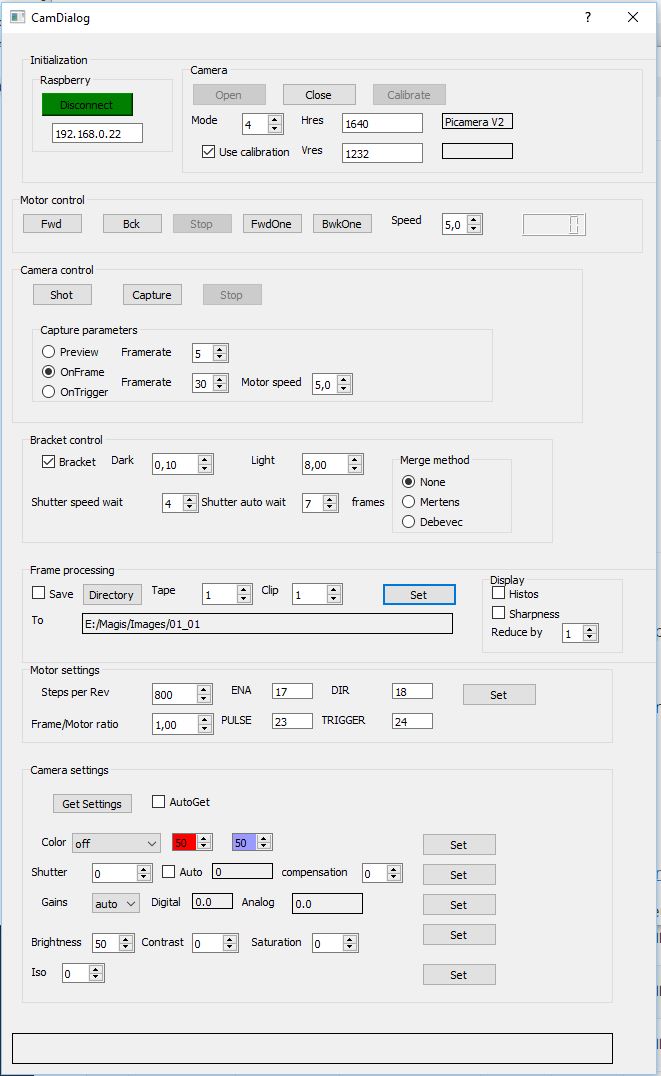 CamDialog ?
Initialization
Raspberry
Disconnect
192.168.0.22
Camera
Open Close Calibrate
Mode 4 Hres 1640 Picamera V2
Use calibration Vres 1232
Motor control
Fwd Bck Stop FwdOne BwkOne Speed 5,0 0
Camera control
Shot Capture Stop
Capture parameters
Preview Framerate 5
OnFrame Framerate 30 Motor speed 5,0
OnTrigger
Bracket control
Bracket Dark 0,10 Light 8,00
Shutter speed wait 4 Shutter auto wait 7 frames
Merge method
None
Mertens
Debevec
Frame processing
Save Directory Tape 1 Clip 1 Set
To E:/Magis/Images/01_01
Display
Histos
Sharpness
Reduce by 1
Motor settings
Steps per Rev 800 ENA 17 DIR 18 Set
Frame/Motor ratio 1,00 PULSE 23 TRIGGER 24
Camera settings
Get Settings AutoGet
Color off 50 50 Set
Shutter 0 Auto 0 compensation 0 Set
Gains auto Digital 0.0 Analog 0.0 Set
Brightness 50 Contrast 0 Saturation 0 Set
Iso 0 Set